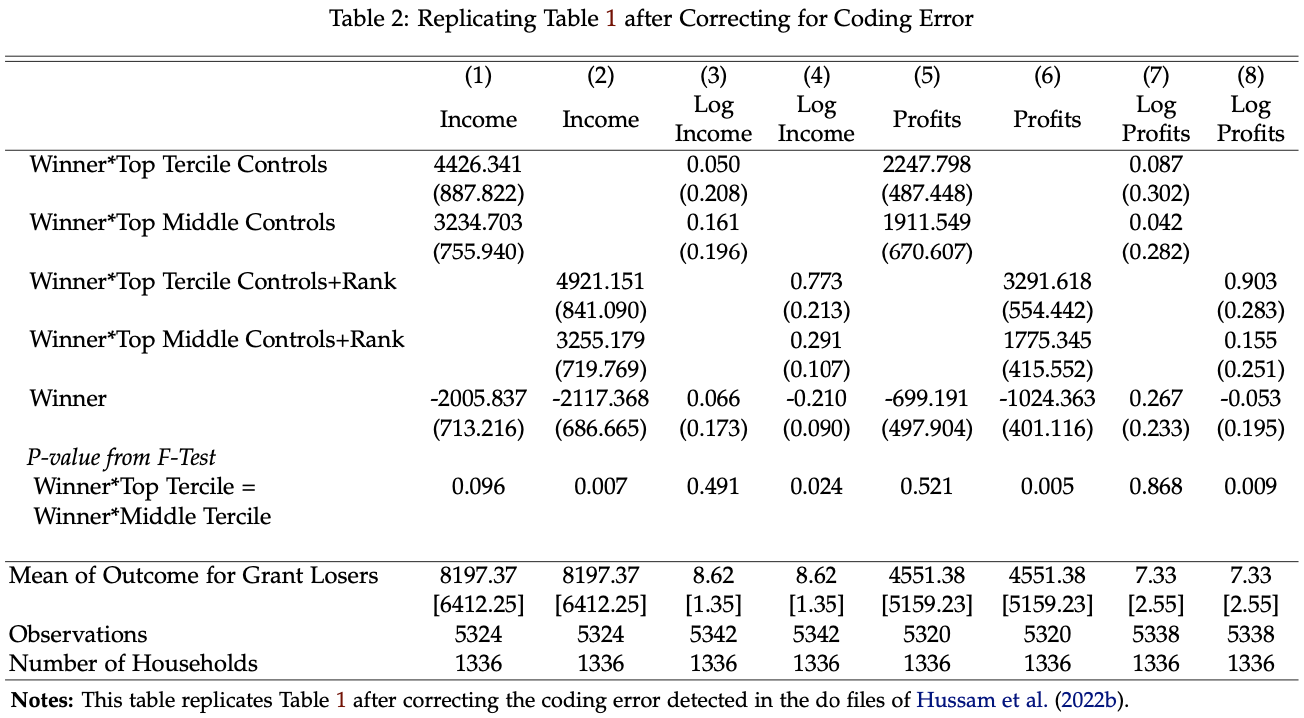 Table 2: Replicating Table 1 after Correcting for Coding Error
(1) (2) (3) (4) (5) (6) (7) (8)
Income Income Log Income Log Income Profits Profits Log Profits Log Profits
Winner*Top Tercile Controls 4426.341 0.050 2247.798 0.087
(887.822) (0.208) (487.448) (0.302)
Winner*Top Middle Controls 3234.703 0.161 1911.549 0.042
(755.940) (0.196) (670.607) (0.282)
Winner*Top Tercile Controls+Rank 4921.151 0.773 3291.618 0.903
(841.090) (0.213) (554.442) (0.283)
Winner*Top Middle Controls+Rank 3255.179 0.291 1775.345 0.155
(719.769) (0.107) (415.552) (0.251)
Winner -2005.837 -2117.368 0.066 -0.210 -699.191 -1024.363 0.267 -0.053
(713.216) (686.665) (0.173) (0.090) (497.904) (401.116) (0.233) (0.195)
P-value from F-Test
Winner*Top Tercile = 0.096 0.007 0.491 0.024 0.521 0.005 0.868 0.009
Winner*Middle Tercile
Mean of Outcome for Grant Losers 8197.37 8197.37 8.62 8.62 4551.38 4551.38 7.33 7.33
[6412.25] [6412.25] [1.35] [1.35] [5159.23] [5159.23] [2.55] [2.55]
Observations 5324 5324 5342 5342 5320 5320 5338 5338
Number of Households 1336 1336 1336 1336 1336 1336 1336 1336
Notes: This table replicates Table 1 after correcting the coding error detected in the do files of Hussam et al. (2022b).